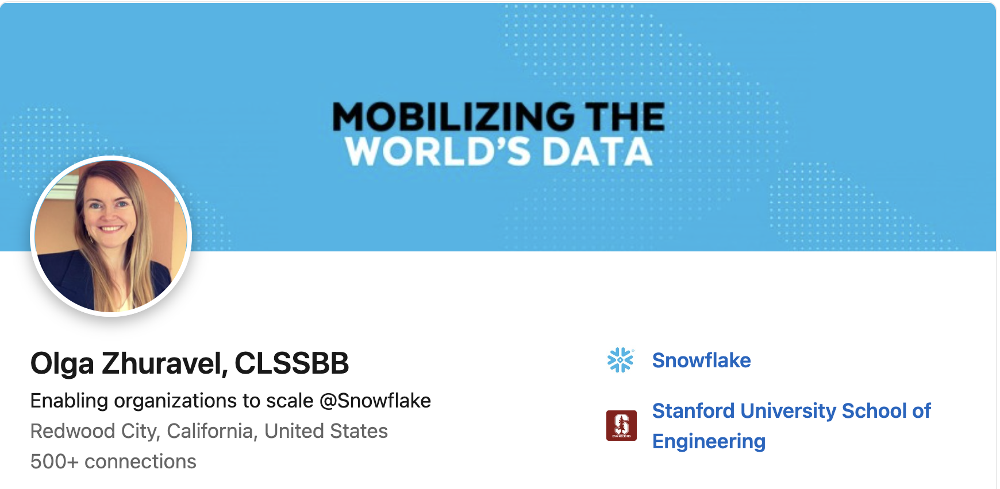 MOBILIZING THE
WORLD'S DATA
Olga Zhuravel, CLSSBB
Enabling organizations to scale @Snowflake
Redwood City, California, United States
500+ connections
Snowflake
S
ENGINEERING
Stanford University School of
Engineering